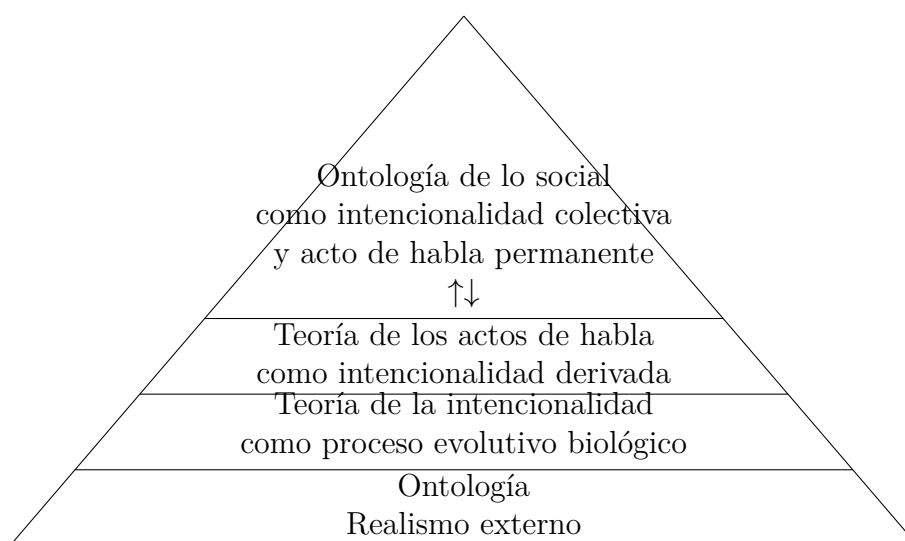 Ontología de lo social
como intencionalidad colectiva
y acto de habla permanente
↑↓
Teoría de los actos de habla
como intencionalidad derivada
Teoría de la intencionalidad
como proceso evolutivo biológico
Ontología
Realismo externo